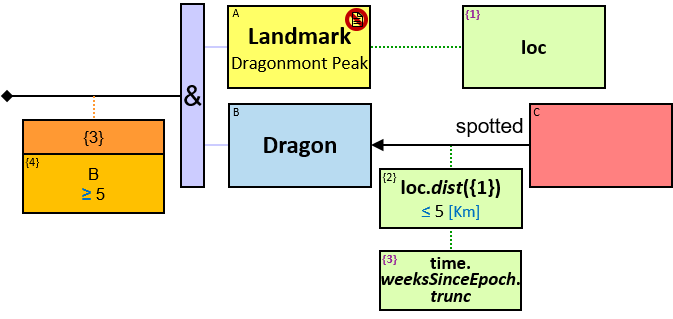 A
Landmark
Dragonmont Peak
{1}
loc
&
B
Dragon
spotted
C
{3}
{4}
B
≥ 5
{2}
loc.dist({1})
≤ 5 [Km]
{3}
time.
weeksSinceEpoch.
trunc